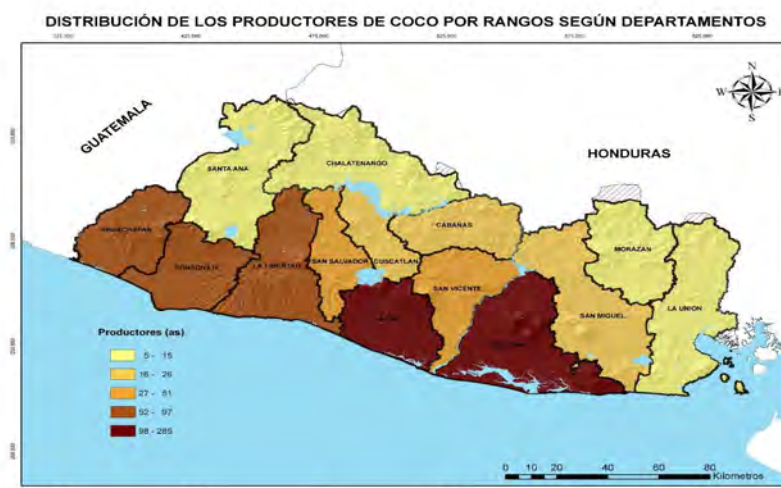 DISTRIBUCIÓN DE LOS PRODUCTORES DE COCO POR RANGOS SEGÚN DEPARTAMENTOS
GUATEMALA
HONDURAS
N
W
E
S
SANTA ANA
CHALATENANGO
AHUACHAPAN
SONSONATE
LA LIBERTAD
SAN SALVADOR
CUSCATLAN
CABAÑAS
SAN VICENTE
MORAZAN
SAN MIGUEL
LA UNION
Productores (as)
5 - 15
16 - 26
27 - 51
52 - 97
98 - 285
0 10 20 40 60 80
Kilometros